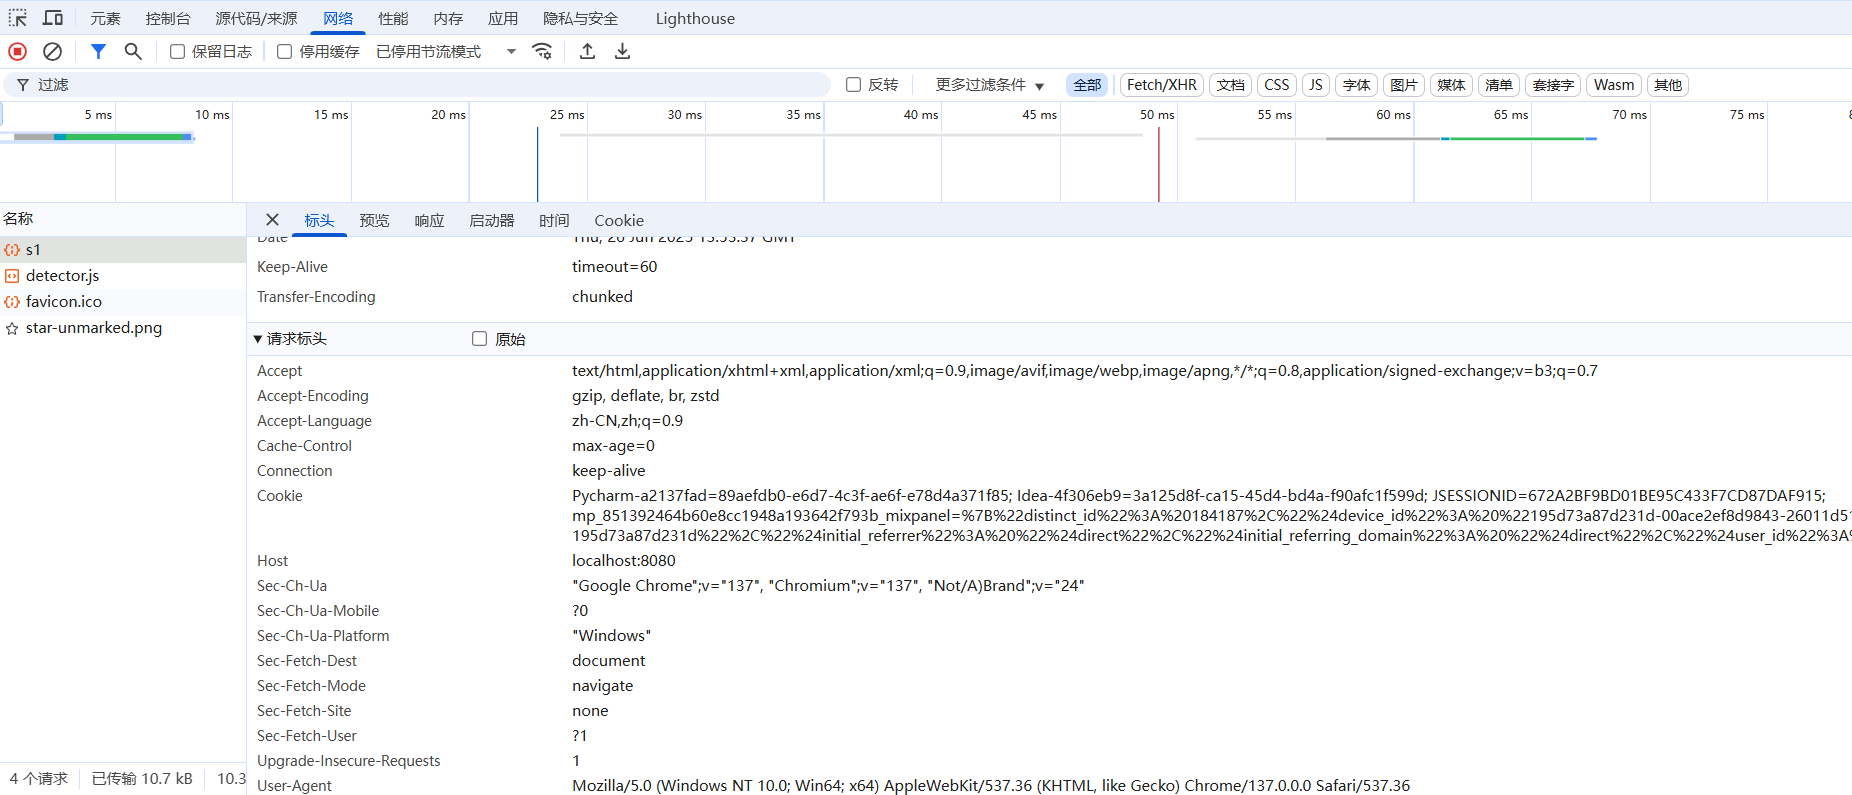 元素 控制台 源代码/来源 网络 性能 内存 应用 隐私与安全 Lighthouse
保留日志 停用缓存 已停用节流模式
过滤 反转 更多过滤条件 全部 Fetch/XHR 文档 CSS JS 字体 图片 媒体 清单 套接字 Wasm 其他
5 ms 10 ms 15 ms 20 ms 25 ms 30 ms 35 ms 40 ms 45 ms 50 ms 55 ms 60 ms 65 ms 70 ms 75 ms 8
名称
s1
detector.js
favicon.ico
star-unmarked.png
4 个请求 已传输 10.7 kB 10.3
标头 预览 响应 启动器 时间 Cookie
Date
Keep-Alive timeout=60
Transfer-Encoding chunked
请求标头 原始
Accept text/html,application/xhtml+xml,application/xml;q=0.9,image/avif,image/webp,image/apng,*/*;q=0.8,application/signed-exchange;v=b3;q=0.7
Accept-Encoding gzip, deflate, br, zstd
Accept-Language zh-CN,zh;q=0.9
Cache-Control max-age=0
Connection keep-alive
Cookie Pycharm-a2137fad=89aefdb0-e6d7-4c3f-ae6f-e78d4a371f85; Idea-4f306eb9=3a125d8f-ca15-45d4-bd4a-f90afc1f599d; JSESSIONID=672A2BF9BD01BE95C433F7CD87DAF915;
mp_851392464b60e8cc1948a193642f793b_mixpanel=%7B%22distinct_id%22%3A%20184187%2C%22%24device_id%22%3A%20%22195d73a87d231d-00ace2ef8d9843-26011d51
195d73a87d231d%22%2C%22%24initial_referrer%22%3A%20%22%24direct%22%2C%22%24initial_referring_domain%22%3A%20%22%24direct%22%2C%22%24user_id%22%3A%
Host localhost:8080
Sec-Ch-Ua "Google Chrome";v="137", "Chromium";v="137", "Not/A)Brand";v="24"
Sec-Ch-Ua-Mobile ?0
Sec-Ch-Ua-Platform "Windows"
Sec-Fetch-Dest document
Sec-Fetch-Mode navigate
Sec-Fetch-Site none
Sec-Fetch-User ?1
Upgrade-Insecure-Requests 1
User-Agent Mozilla/5.0 (Windows NT 10.0; Win64; x64) AppleWebKit/537.36 (KHTML, like Gecko) Chrome/137.0.0.0 Safari/537.36